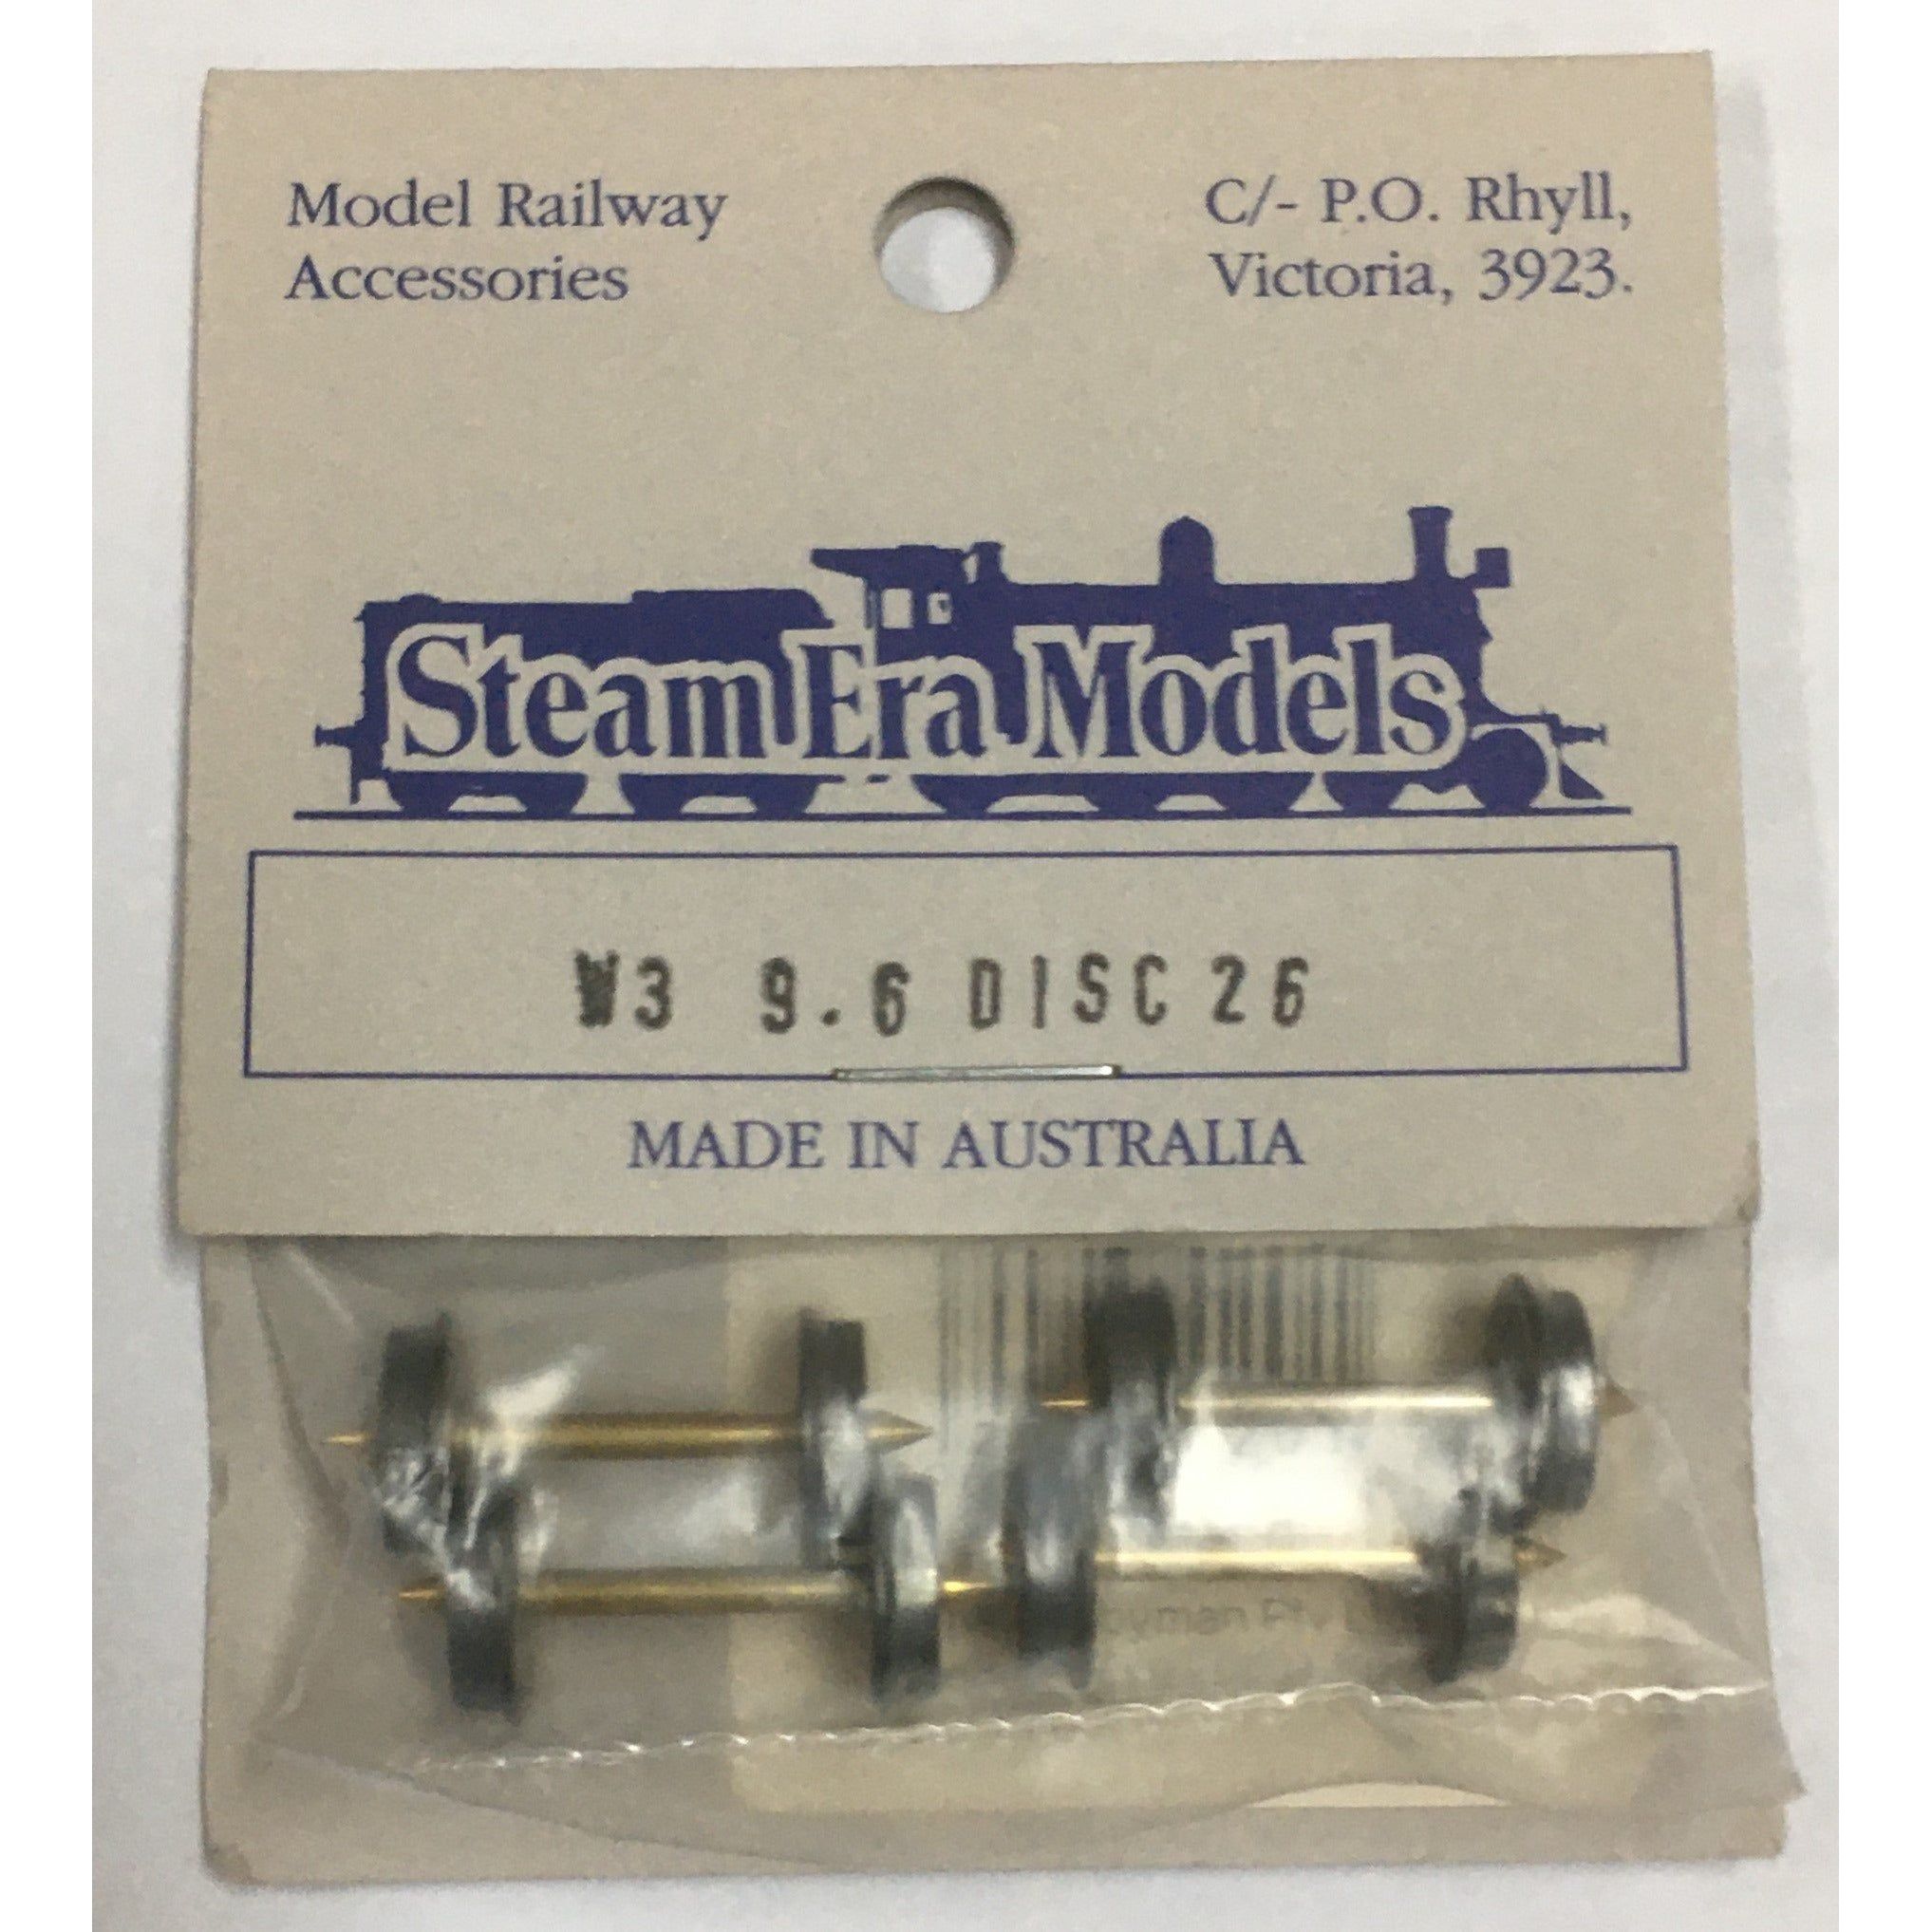 Model Railway
Accessories
C/- P.O. Rhyll,
Victoria, 3923.
Steam Era Models
W3 9.6 DISC 26
MADE IN AUSTRALIA